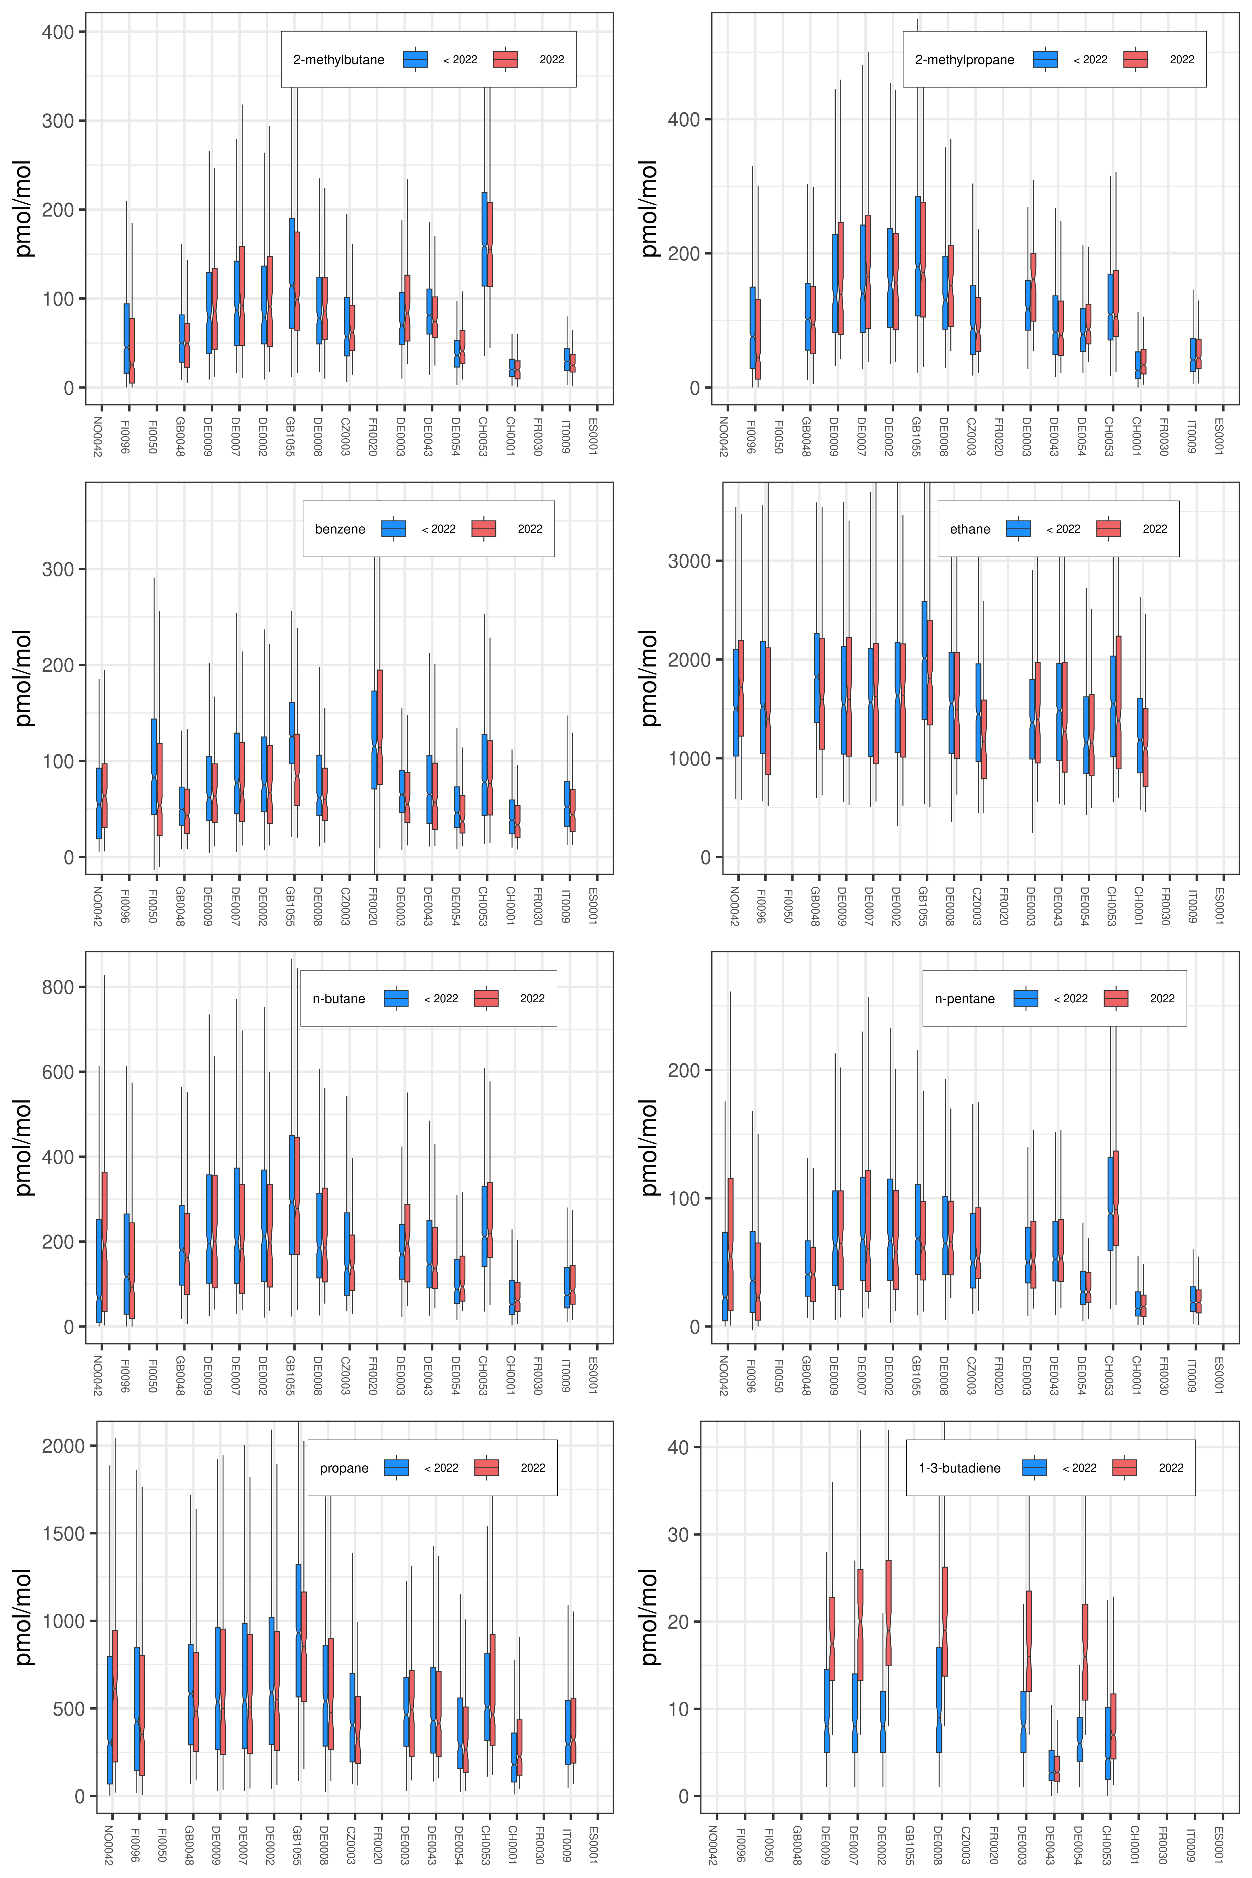 2-methylbutane < 2022 2022
pmol/mol
400
300
200
100
0
NO0042 FI0096 FI0050 GB0048 DE0009 DE0007 DE0002 GB1055 DE0008 CZ0003 FR0020 DE0003 DE0043 DE0054 CH0053 CH0001 FR0030 IT0009 ES0001
2-methylpropane < 2022 2022
pmol/mol
400
200
0
NO0042 FI0096 FI0050 GB0048 DE0009 DE0007 DE0002 GB1055 DE0008 CZ0003 FR0020 DE0003 DE0043 DE0054 CH0053 CH0001 FR0030 IT0009 ES0001
benzene < 2022 2022
pmol/mol
300
200
100
0
NO0042 FI0096 FI0050 GB0048 DE0009 DE0007 DE0002 GB1055 DE0008 CZ0003 FR0020 DE0003 DE0043 DE0054 CH0053 CH0001 FR0030 IT0009 ES0001
ethane < 2022 2022
pmol/mol
3000
2000
1000
0
NO0042 FI0096 FI0050 GB0048 DE0009 DE0007 DE0002 GB1055 DE0008 CZ0003 FR0020 DE0003 DE0043 DE0054 CH0053 CH0001 FR0030 IT0009 ES0001
n-butane < 2022 2022
pmol/mol
800
600
400
200
0
NO0042 FI0096 FI0050 GB0048 DE0009 DE0007 DE0002 GB1055 DE0008 CZ0003 FR0020 DE0003 DE0043 DE0054 CH0053 CH0001 FR0030 IT0009 ES0001
n-pentane < 2022 2022
pmol/mol
200
100
0
NO0042 FI0096 FI0050 GB0048 DE0009 DE0007 DE0002 GB1055 DE0008 CZ0003 FR0020 DE0003 DE0043 DE0054 CH0053 CH0001 FR0030 IT0009 ES0001
propane < 2022 2022
pmol/mol
2000
1500
1000
500
0
NO0042 FI0096 FI0050 GB0048 DE0009 DE0007 DE0002 GB1055 DE0008 CZ0003 FR0020 DE0003 DE0043 DE0054 CH0053 CH0001 FR0030 IT0009 ES0001
1-3-butadiene < 2022 2022
pmol/mol
40
30
20
10
0
NO0042 FI0096 FI0050 GB0048 DE0009 DE0007 DE0002 GB1055 DE0008 CZ0003 FR0020 DE0003 DE0043 DE0054 CH0053 CH0001 FR0030 IT0009 ES0001